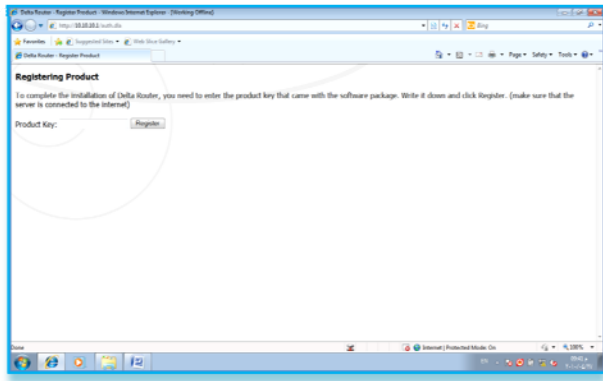 Delta Router - Register Product - Windows Internet Explorer - [Working Offline]
http://10.10.10.1/auth.dla
Bing
Favorites Suggested Sites Web Slice Gallery
Delta Router - Register Product
Page Safety Tools
Registering Product
To complete the installation of Delta Router, you need to enter the product key that came with the software package. Write it down and click Register. (make sure that the
server is connected to the internet)
Product Key: Register
Done
Internet | Protected Mode: On
100%